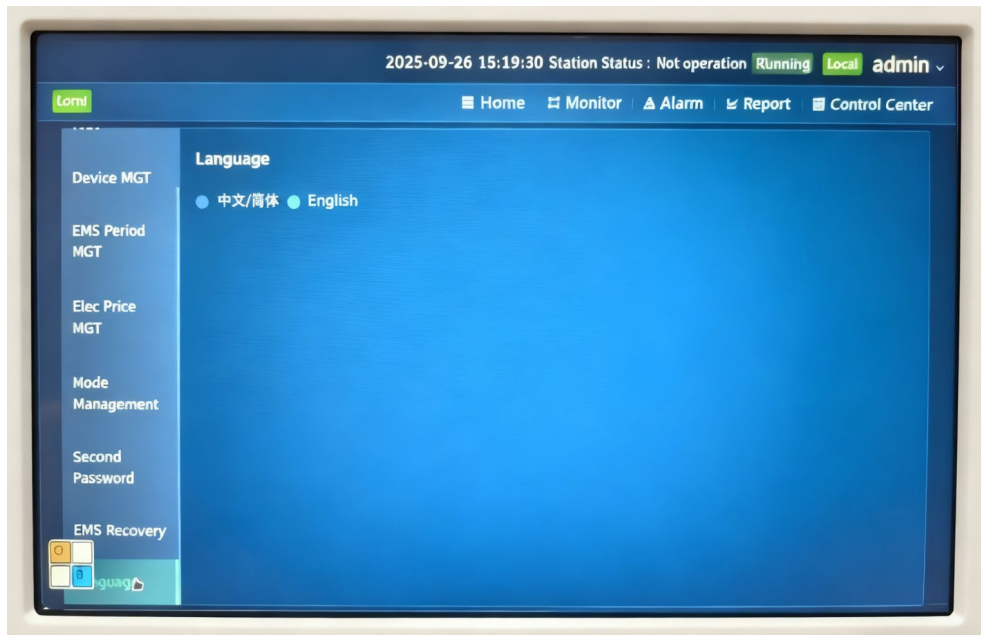 2025-09-26 15:19:30 Station Status : Not operation Running Local admin
Lomi
Home Monitor Alarm Report Control Center
Device MGT
EMS Period
MGT
Elec Price
MGT
Mode
Management
Second
Password
EMS Recovery
Language
中文/简体 English